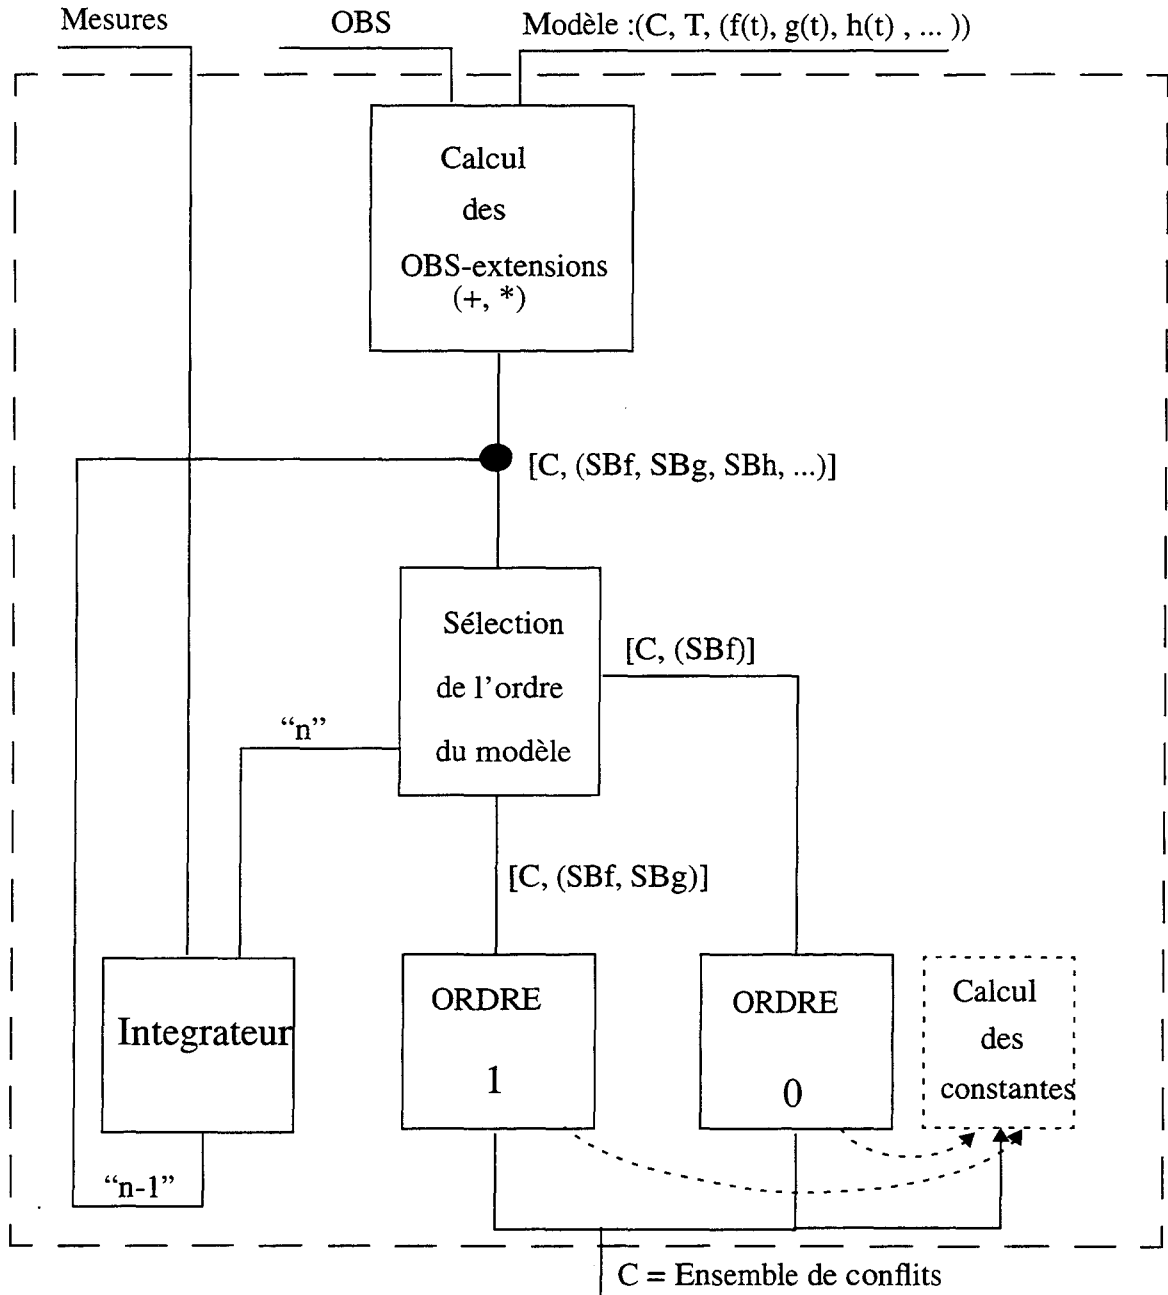 Mesures
OBS
Modèle :(C, T, (f(t), g(t), h(t) , ... ))
Calcul
des
OBS-extensions
(+, *)
[C, (SBf, SBg, SBh, ...)]
Sélection
de l'ordre
du modèle
[C, (SBf)]
“n”
[C, (SBf, SBg)]
Integrateur
ORDRE
1
ORDRE
0
Calcul
des
constantes
“n-1”
C = Ensemble de conflits